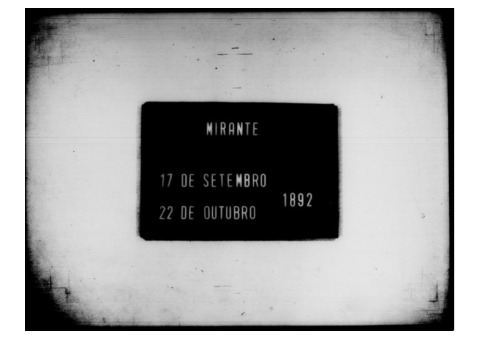 MIRANTE
17 DE SETEMBRO
1892
22 DE OUTUBRO